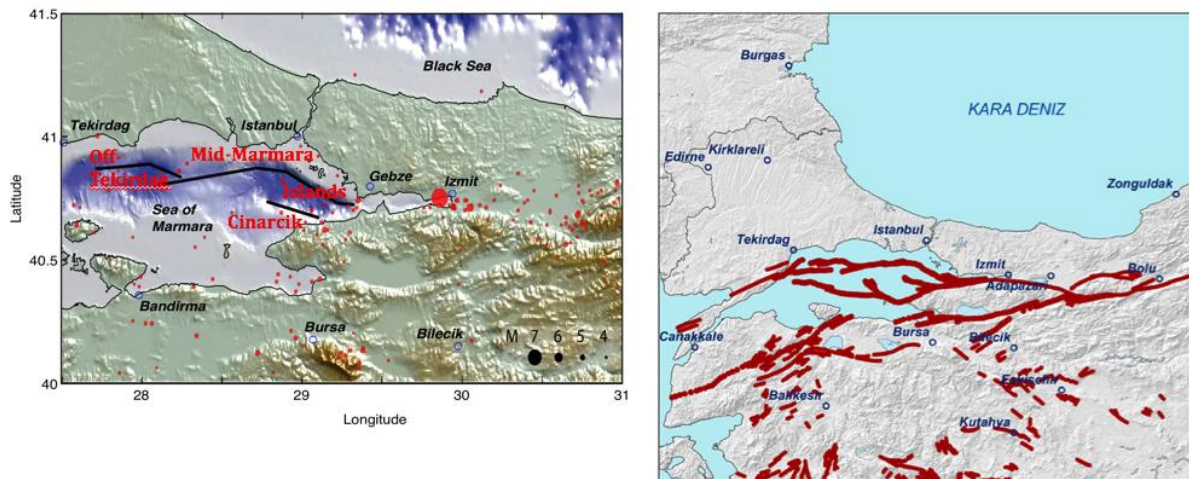 41.5
Black Sea
Tekirdag
Istanbul
41
Off-
Tekirdag
Mid-Marmara
Gebze
Izmit
Islands
Latitude
Sea of
Marmara
Cinarcik
40.5
Bandirma
Bursa
Bilecik
M 7 6 5 4
40
28 29 30 31
Longitude
Burgas
KARA DENIZ
Kirklareli
Edirne
Zonguldak
Istanbul
Tekirdag
Izmit
Bolu
Adapazari
Canakkale
Bursa
Bilecik
Eskisehir
Balikesir
Kutahya